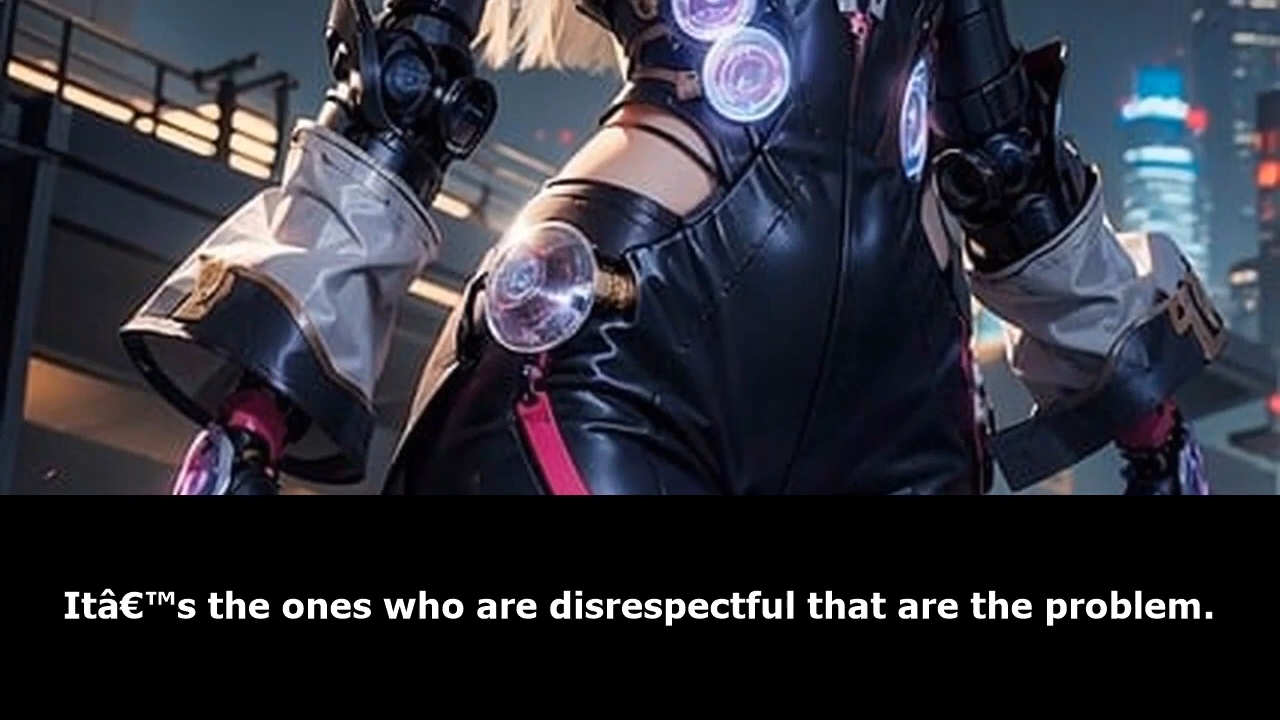 Itâ€™s the ones who are disrespectful that are the problem.